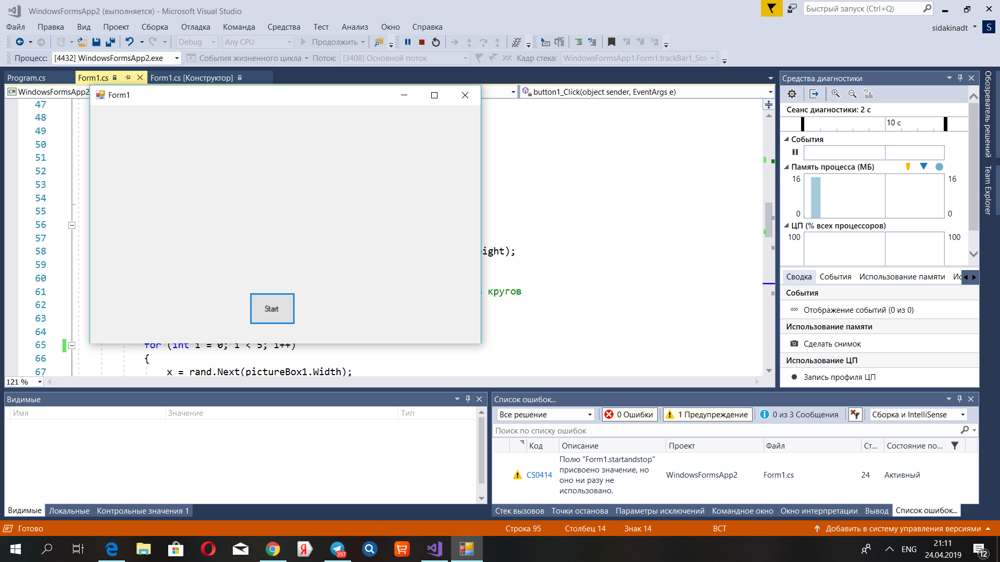 WindowsFormsApp2 (выполняется) - Microsoft Visual Studio
Быстрый запуск (Ctrl+Q)
Файл Правка Вид Проект Сборка Отладка Команда Средства Тест Анализ Окно Справка
sidakinadt S
Debug Any CPU Продолжить
Процесс: [4432] WindowsFormsApp2.exe События жизненного цикла Поток: [3408] Основной поток Кадр стека: WindowsFormsApp1.Form1.trackBar1_Scr
Program.cs Form1.cs Form1.cs [Конструктор]
C# WindowsFormsApp2
button1_Click(object sender, EventArgs e)
Form1
47
48
49
50
51
52
53
54
55
56
57
58 ight);
59
60
61 кругов
62
63
64
65 for (int i = 0; i < 5; i++)
66 {
67 x = rand.Next(pictureBox1.Width);
Start
121 %
Средства диагностики
Сеанс диагностики: 2 с
10 с
События
Память процесса (МБ)
16 16
0 0
ЦП (% всех процессоров)
100 100
Сводка События Использование памяти Ис
События
Отображение событий (0 из 0)
Использование памяти
Сделать снимок
Использование ЦП
Запись профиля ЦП
Обозреватель решений
Team Explorer
Видимые
Имя Значение Тип
Видимые Локальные Контрольные значения 1
Список ошибок...
Все решение 0 Ошибки 1 Предупреждение 0 из 3 Сообщения Сборка и IntelliSense
Поиск по списку ошибок
Код Описание Проект Файл Ст... Состояние по...
CS0414 Полю "Form1.startandstop" присвоено значение, но оно ни разу не использовано. WindowsFormsApp2 Form1.cs 24 Активный
Стек вызовов Точки останова Параметры исключений Командное окно Окно интерпретации Вывод Список ошибок...
Готово Строка 95 Столбец 14 Знак 14 ВСТ Добавить в систему управления версиями
397
ENG
21:11
24.04.2019
12